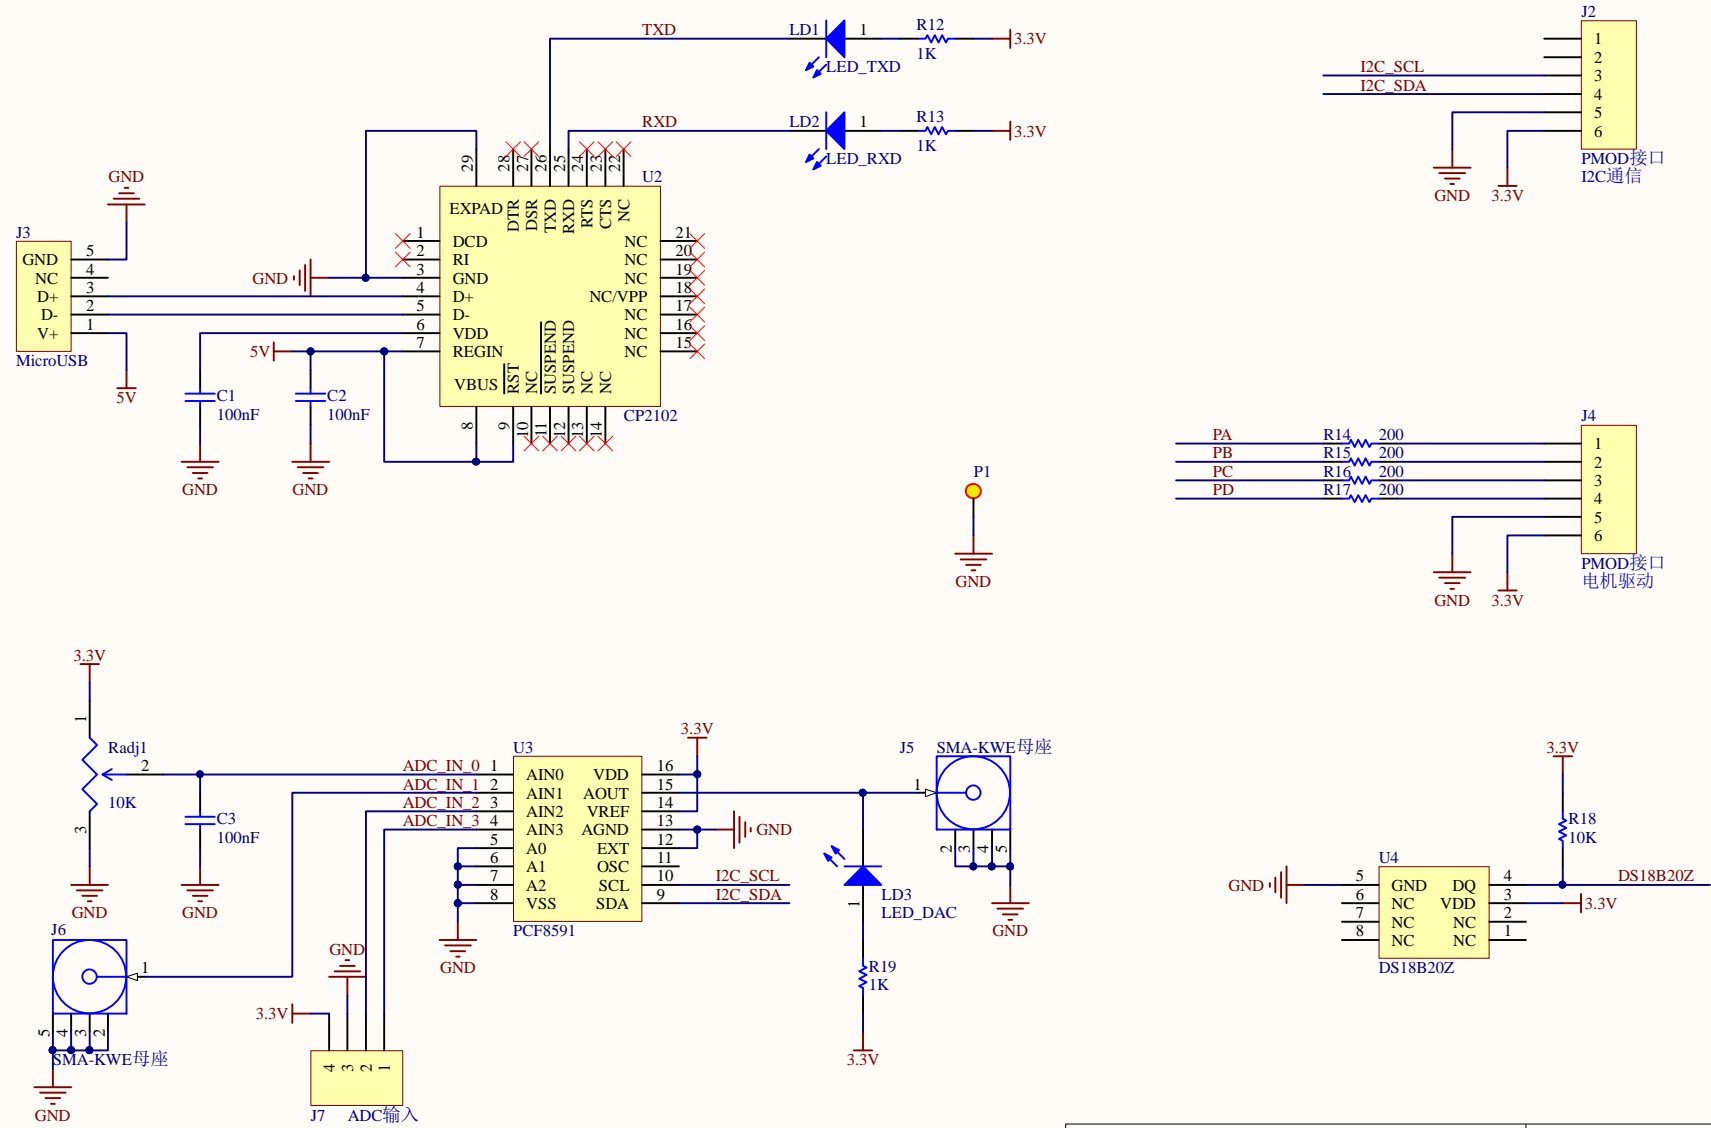 TXD
LD1
1
R12
1K
3.3V
LED_TXD
RXD
LD2
1
R13
1K
3.3V
LED_RXD
J2
1
2
I2C_SCL
3
I2C_SDA
4
5
6
PMOD接口
I2C通信
GND
3.3V
GND
J3
GND 5
NC 4
D+ 3
D- 2
V+ 1
MicroUSB
5V
U2
29
28
27
26
25
24
23
22
EXPAD
DTR
DSR
TXD
RXD
RTS
CTS
NC
1 DCD
2 RI
GND
3 GND
4 D+
5 D-
6 VDD
5V
7 REGIN
NC 21
NC 20
NC 19
NC/VPP 18
NC 17
NC 16
NC 15
VBUS
RST
NC
SUSPEND
SUSPEND
NC
NC
8
9
10
11
12
13
14
CP2102
C1
100nF
GND
C2
100nF
GND
P1
GND
J4
PA R14 200 1
PB R15 200 2
PC R16 200 3
PD R17 200 4
5
6
PMOD接口
电机驱动
GND
3.3V
3.3V
1
Radj1
2
10K
3
GND
C3
100nF
GND
U3
ADC_IN_0 1 AIN0
ADC_IN_1 2 AIN1
ADC_IN_2 3 AIN2
ADC_IN_3 4 AIN3
5 A0
6 A1
7 A2
8 VSS
VDD 16
AOUT 15
VREF 14
AGND 13
EXT 12
OSC 11
SCL 10 I2C_SCL
SDA 9 I2C_SDA
PCF8591
3.3V
GND
GND
J5
SMA-KWE母座
1
2
3
4
5
GND
LD3
LED_DAC
1
R19
1K
3.3V
J6
1
5
4
3
2
SMA-KWE母座
GND
GND
3.3V
4
3
2
1
J7
ADC输入
3.3V
R18
10K
U4
GND
5 GND
6 NC
7 NC
8 NC
DQ 4
VDD 3
NC 2
NC 1
DS18B20Z
3.3V
DS18B20Z